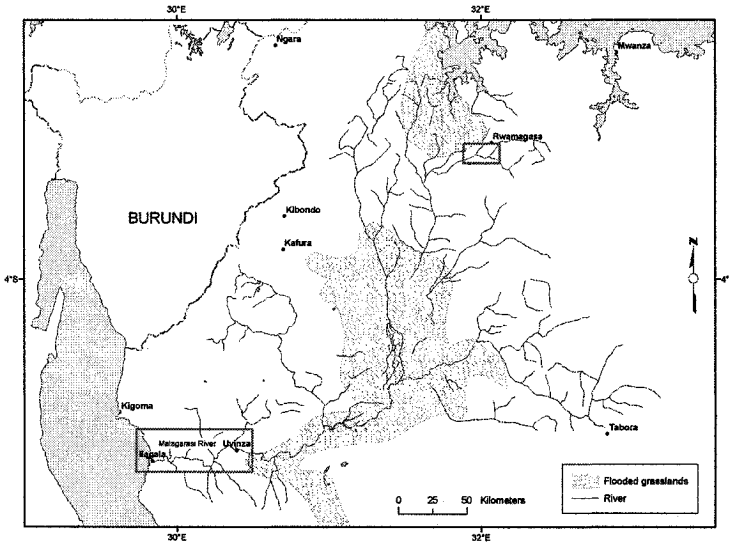 30°E
32°E
Ngara
Mwanza
Rwamagasa
Kibondo
BURUNDI
Kafura
N
4°S
4°
Kigoma
Malagarasi River
Uvinza
Ilagala
Tabora
Flooded grasslands
River
0 25 50 Kilometers
30°E
32°E